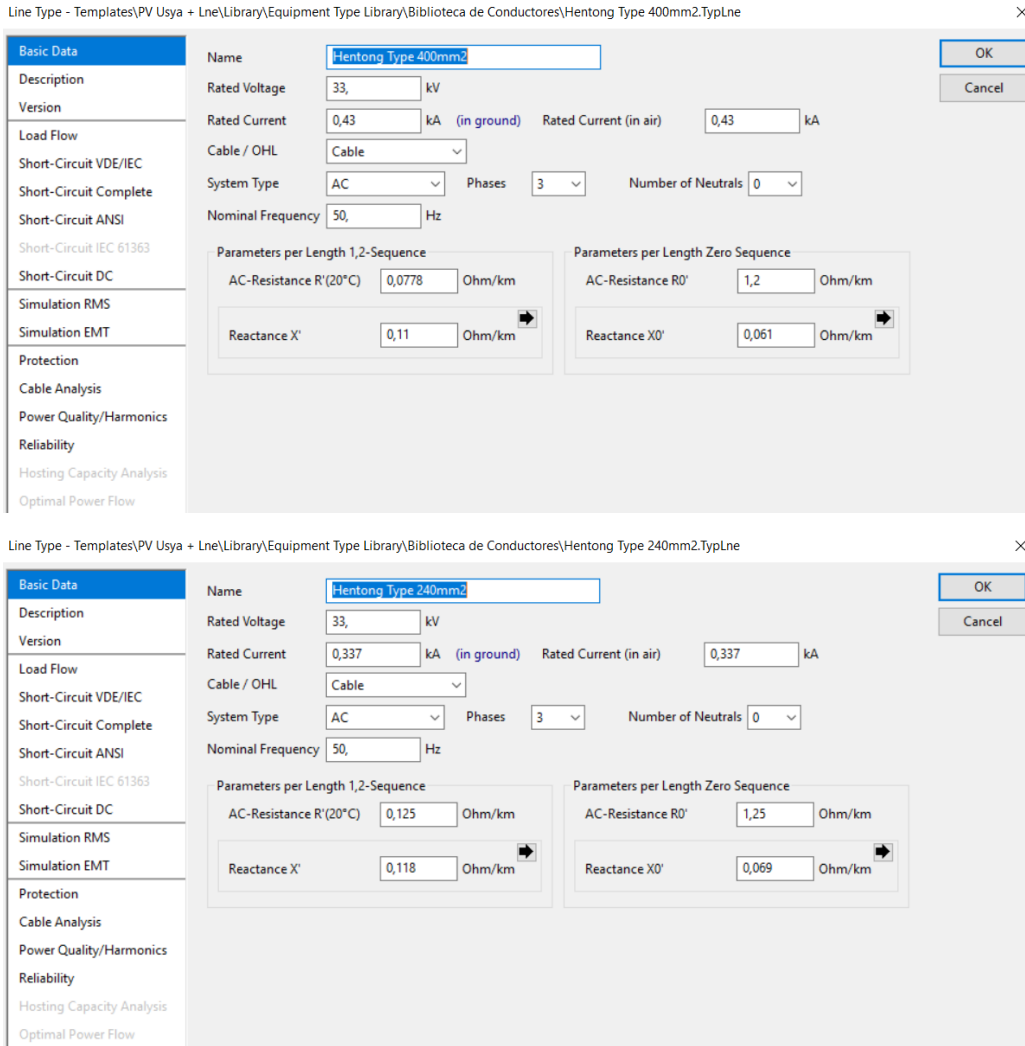 Line Type - Templates\PV Usya + Lne\Library\Equipment Type Library\Biblioteca de Conductores\Hentong Type 400mm2.TypLne
Basic Data
Description
Version
Load Flow
Short-Circuit VDE/IEC
Short-Circuit Complete
Short-Circuit ANSI
Short-Circuit IEC 61363
Short-Circuit DC
Simulation RMS
Simulation EMT
Protection
Cable Analysis
Power Quality/Harmonics
Reliability
Hosting Capacity Analysis
Optimal Power Flow
Name Hentong Type 400mm2
Rated Voltage 33, kV
Rated Current 0,43 kA (in ground) Rated Current (in air) 0,43 kA
Cable / OHL Cable
System Type AC Phases 3 Number of Neutrals 0
Nominal Frequency 50, Hz
Parameters per Length 1,2-Sequence
AC-Resistance R'(20°C) 0,0778 Ohm/km
Reactance X' 0,11 Ohm/km
Parameters per Length Zero Sequence
AC-Resistance R0' 1,2 Ohm/km
Reactance X0' 0,061 Ohm/km
OK
Cancel
Line Type - Templates\PV Usya + Lne\Library\Equipment Type Library\Biblioteca de Conductores\Hentong Type 240mm2.TypLne
Basic Data
Description
Version
Load Flow
Short-Circuit VDE/IEC
Short-Circuit Complete
Short-Circuit ANSI
Short-Circuit IEC 61363
Short-Circuit DC
Simulation RMS
Simulation EMT
Protection
Cable Analysis
Power Quality/Harmonics
Reliability
Hosting Capacity Analysis
Optimal Power Flow
Name Hentong Type 240mm2
Rated Voltage 33, kV
Rated Current 0,337 kA (in ground) Rated Current (in air) 0,337 kA
Cable / OHL Cable
System Type AC Phases 3 Number of Neutrals 0
Nominal Frequency 50, Hz
Parameters per Length 1,2-Sequence
AC-Resistance R'(20°C) 0,125 Ohm/km
Reactance X' 0,118 Ohm/km
Parameters per Length Zero Sequence
AC-Resistance R0' 1,25 Ohm/km
Reactance X0' 0,069 Ohm/km
OK
Cancel